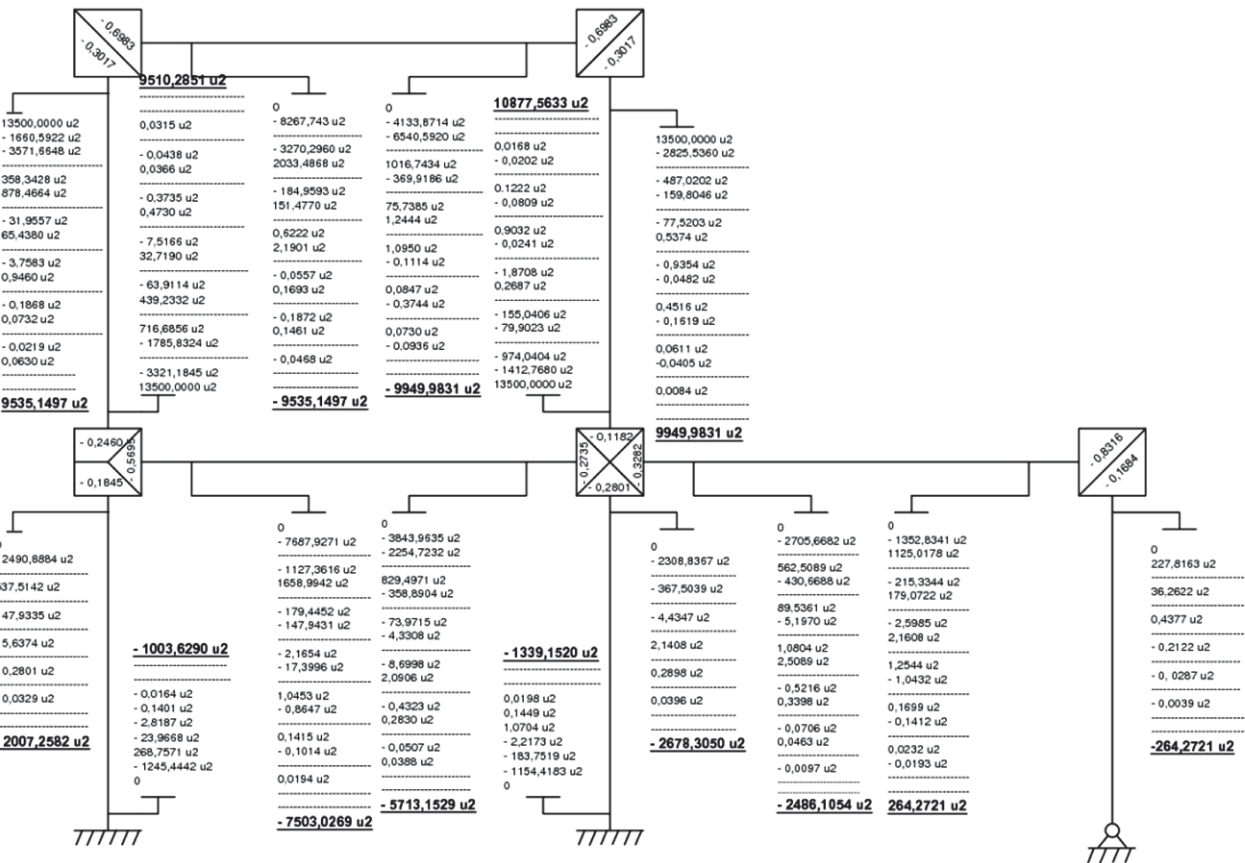 - 0,6983
- 0,3017
- 0,6983
- 0,3017
13500,0000 u2
- 1660,5922 u2
- 3571,6648 u2
358,3428 u2
878,4664 u2
- 31,9557 u2
65,4380 u2
- 3,7583 u2
0,9460 u2
- 0,1868 u2
0,0732 u2
- 0,0219 u2
0,0630 u2
9535,1497 u2
9510,2851 u2
0,0315 u2
- 0,0438 u2
0,0366 u2
- 0,3735 u2
0,4730 u2
- 7,5166 u2
32,7190 u2
- 63,9114 u2
439,2332 u2
716,6856 u2
- 1785,8324 u2
- 3321,1845 u2
13500,0000 u2
0
- 8267,743 u2
- 3270,2960 u2
2033,4868 u2
- 184,9593 u2
151,4770 u2
0,6222 u2
2,1901 u2
- 0,0557 u2
0,1693 u2
- 0,1872 u2
0,1461 u2
- 0,0468 u2
- 9535,1497 u2
0
- 4133,8714 u2
- 6540,5920 u2
1016,7434 u2
- 369,9186 u2
75,7385 u2
1,2444 u2
1,0950 u2
- 0,1114 u2
0,0847 u2
- 0,3744 u2
0,0730 u2
- 0,0936 u2
- 9949,9831 u2
10877,5633 u2
0,0168 u2
- 0,0202 u2
0,1222 u2
- 0,0809 u2
0,9032 u2
- 0,0241 u2
- 1,8708 u2
0,2687 u2
- 155,0406 u2
- 79,9023 u2
- 974,0404 u2
- 1412,7680 u2
13500,0000 u2
13500,0000 u2
- 2825,5360 u2
- 487,0202 u2
- 159,8046 u2
- 77,5203 u2
0,5374 u2
- 0,9354 u2
- 0,0482 u2
0,4516 u2
- 0,1619 u2
0,0611 u2
-0,0405 u2
0,0084 u2
9949,9831 u2
- 0,2460
- 0,5695
- 0,1845
- 0,1182
- 0,2735
- 0,3282
- 0,2801
- 0,8316
- 0,1684
2490,8884 u2
537,5142 u2
47,9335 u2
5,6374 u2
0,2801 u2
0,0329 u2
2007,2582 u2
- 1003,6290 u2
- 0,0164 u2
- 0,1401 u2
- 2,8187 u2
- 23,9668 u2
268,7571 u2
- 1245,4442 u2
0
0
- 7687,9271 u2
- 1127,3616 u2
1658,9942 u2
- 179,4452 u2
- 147,9431 u2
- 2,1654 u2
- 17,3996 u2
1,0453 u2
- 0,8647 u2
0,1415 u2
- 0,1014 u2
0,0194 u2
- 7503,0269 u2
0
- 3843,9635 u2
- 2254,7232 u2
829,4971 u2
- 358,8904 u2
- 73,9715 u2
- 4,3308 u2
- 8,6998 u2
2,0906 u2
- 0,4323 u2
0,2830 u2
- 0,0507 u2
0,0388 u2
- 5713,1529 u2
- 1339,1520 u2
0,0198 u2
0,1449 u2
1,0704 u2
- 2,2173 u2
- 183,7519 u2
- 1154,4183 u2
0
0
- 2308,8367 u2
- 367,5039 u2
- 4,4347 u2
2,1408 u2
0,2898 u2
0,0396 u2
- 2678,3050 u2
0
- 2705,6682 u2
562,5089 u2
- 430,6688 u2
89,5361 u2
- 5,1970 u2
1,0804 u2
2,5089 u2
- 0,5216 u2
0,3398 u2
- 0,0706 u2
0,0463 u2
- 0,0097 u2
- 2486,1054 u2
0
- 1352,8341 u2
1125,0178 u2
- 215,3344 u2
179,0722 u2
- 2,5985 u2
2,1608 u2
1,2544 u2
- 1,0432 u2
0,1699 u2
- 0,1412 u2
0,0232 u2
- 0,0193 u2
264,2721 u2
0
227,8163 u2
36,2622 u2
0,4377 u2
- 0,2122 u2
- 0, 0287 u2
- 0,0039 u2
-264,2721 u2